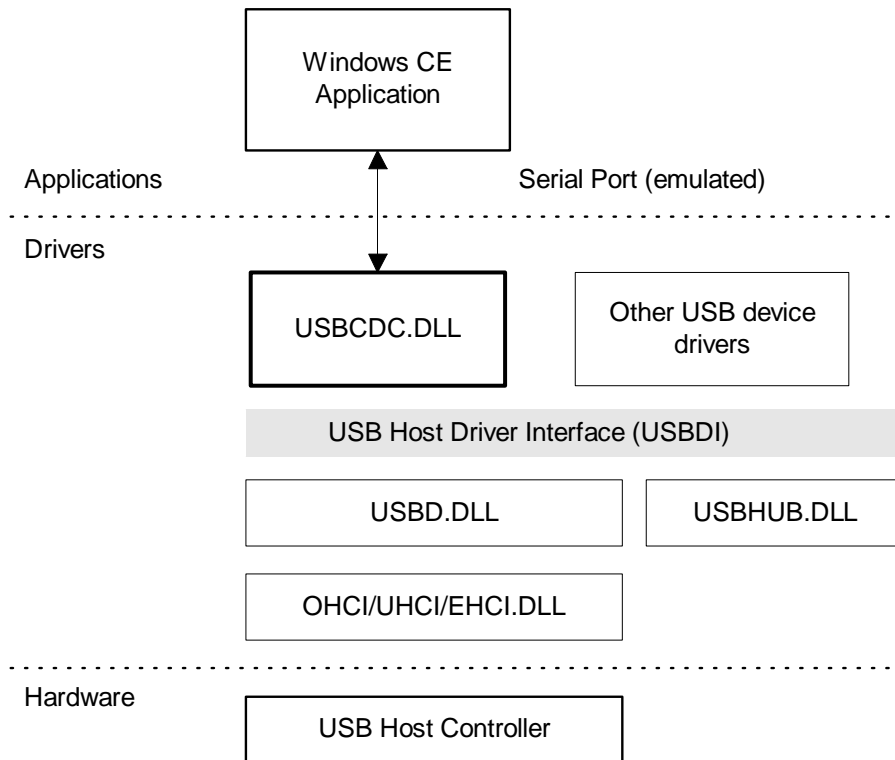 Windows CE
Application
Applications
Serial Port (emulated)
Drivers
USBCDC.DLL
Other USB device
drivers
USB Host Driver Interface (USBDI)
USBD.DLL
USBHUB.DLL
OHCI/UHCI/EHCI.DLL
Hardware
USB Host Controller